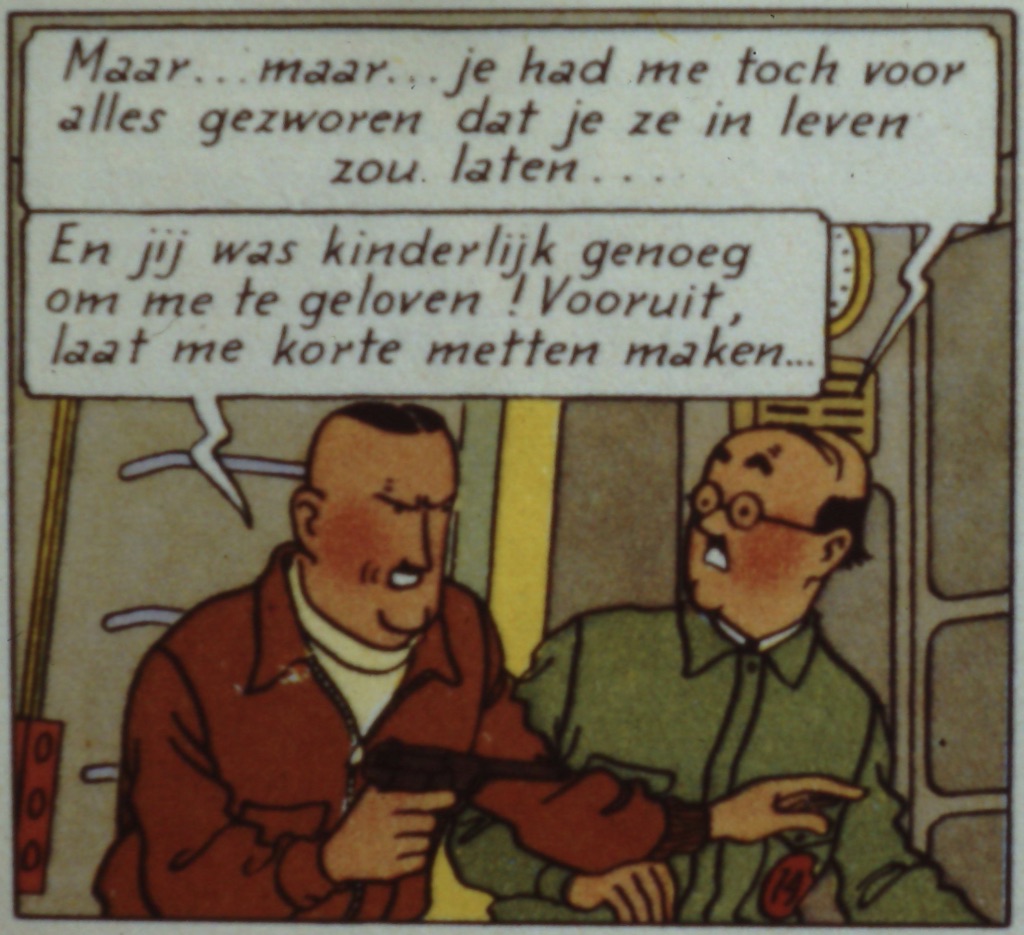 Maar... maar... je had me toch voor
alles gezworen dat je ze in leven
zou laten....
En jij was kinderlijk genoeg
om me te geloven! Vooruit,
laat me korte metten maken...